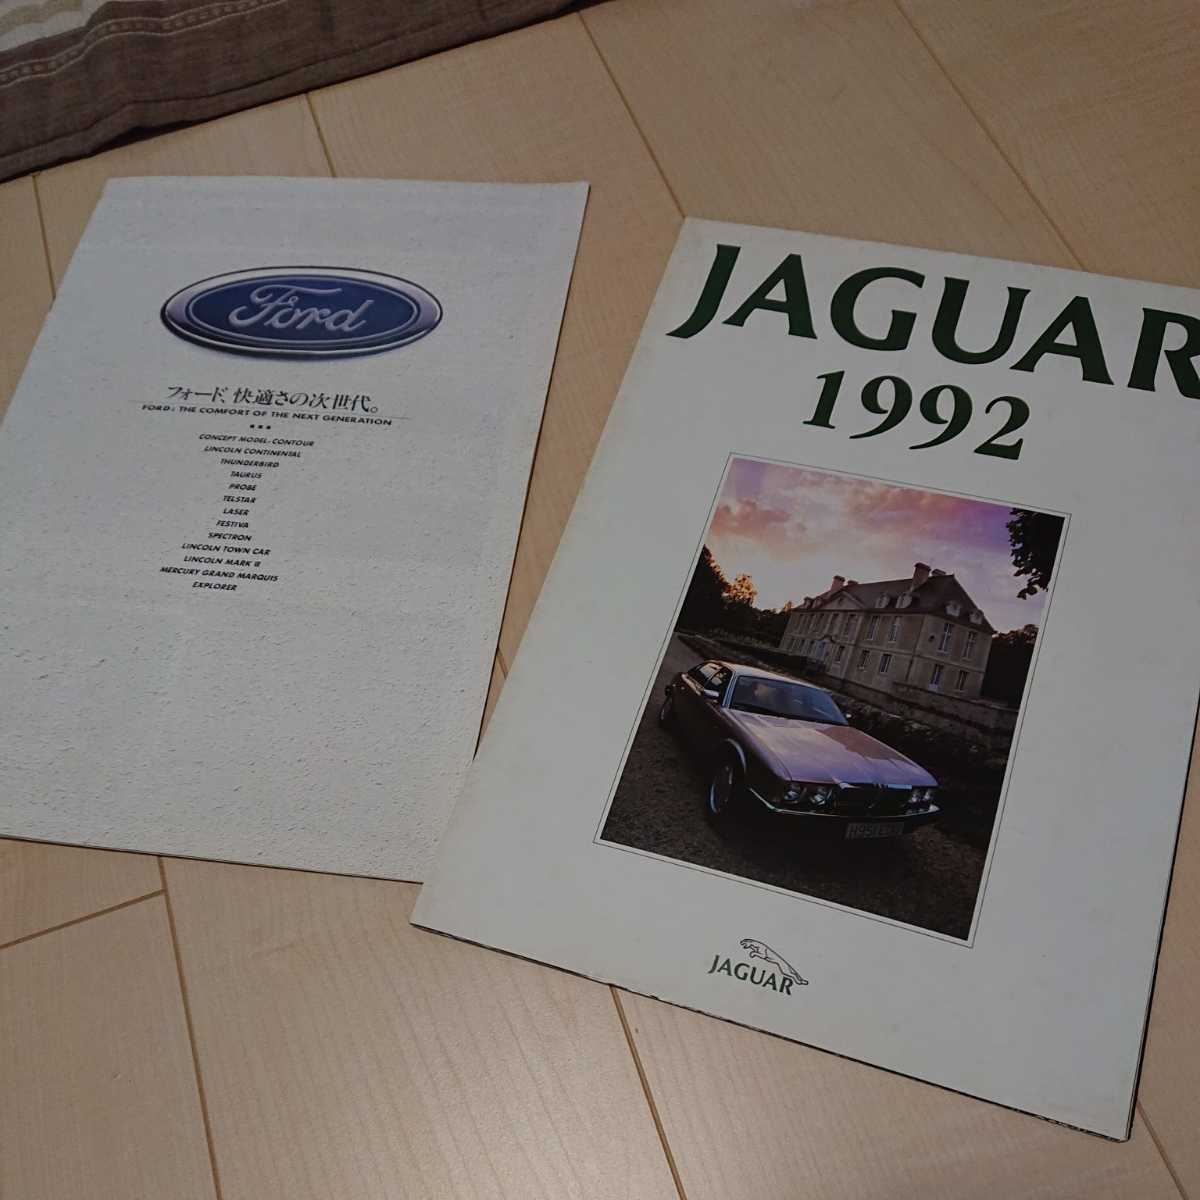 Ford
フォード、快適さの次世代。
FORD: THE COMFORT OF THE NEXT GENERATION
CONCEPT MODEL-CONTOUR
LINCOLN CONTINENTAL
THUNDERBIRD
TAURUS
PROBE
TELSTAR
LASER
FESTIVA
SPECTRON
LINCOLN TOWN CAR
LINCOLN MARK Ⅶ
MERCURY GRAND MARQUIS
EXPLORER
JAGUAR
1992
JAGUAR